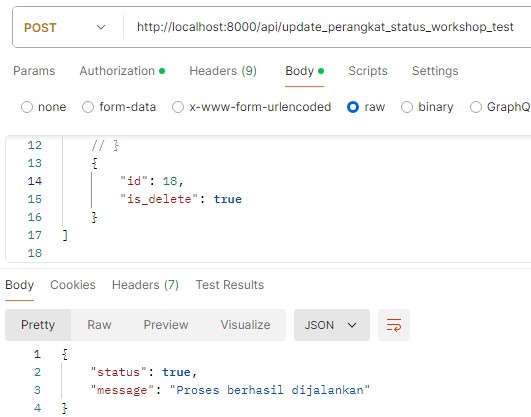 POST http://localhost:8000/api/update_perangkat_status_workshop_test
Params Authorization Headers (9) Body Scripts Settings
none form-data x-www-form-urlencoded raw binary GraphQ
12 // }
13 {
14 "id": 18,
15 "is_delete": true
16 }
17 ]
18
Body Cookies Headers (7) Test Results
Pretty Raw Preview Visualize JSON
1 {
2 "status": true,
3 "message": "Proses berhasil dijalankan"
4 }